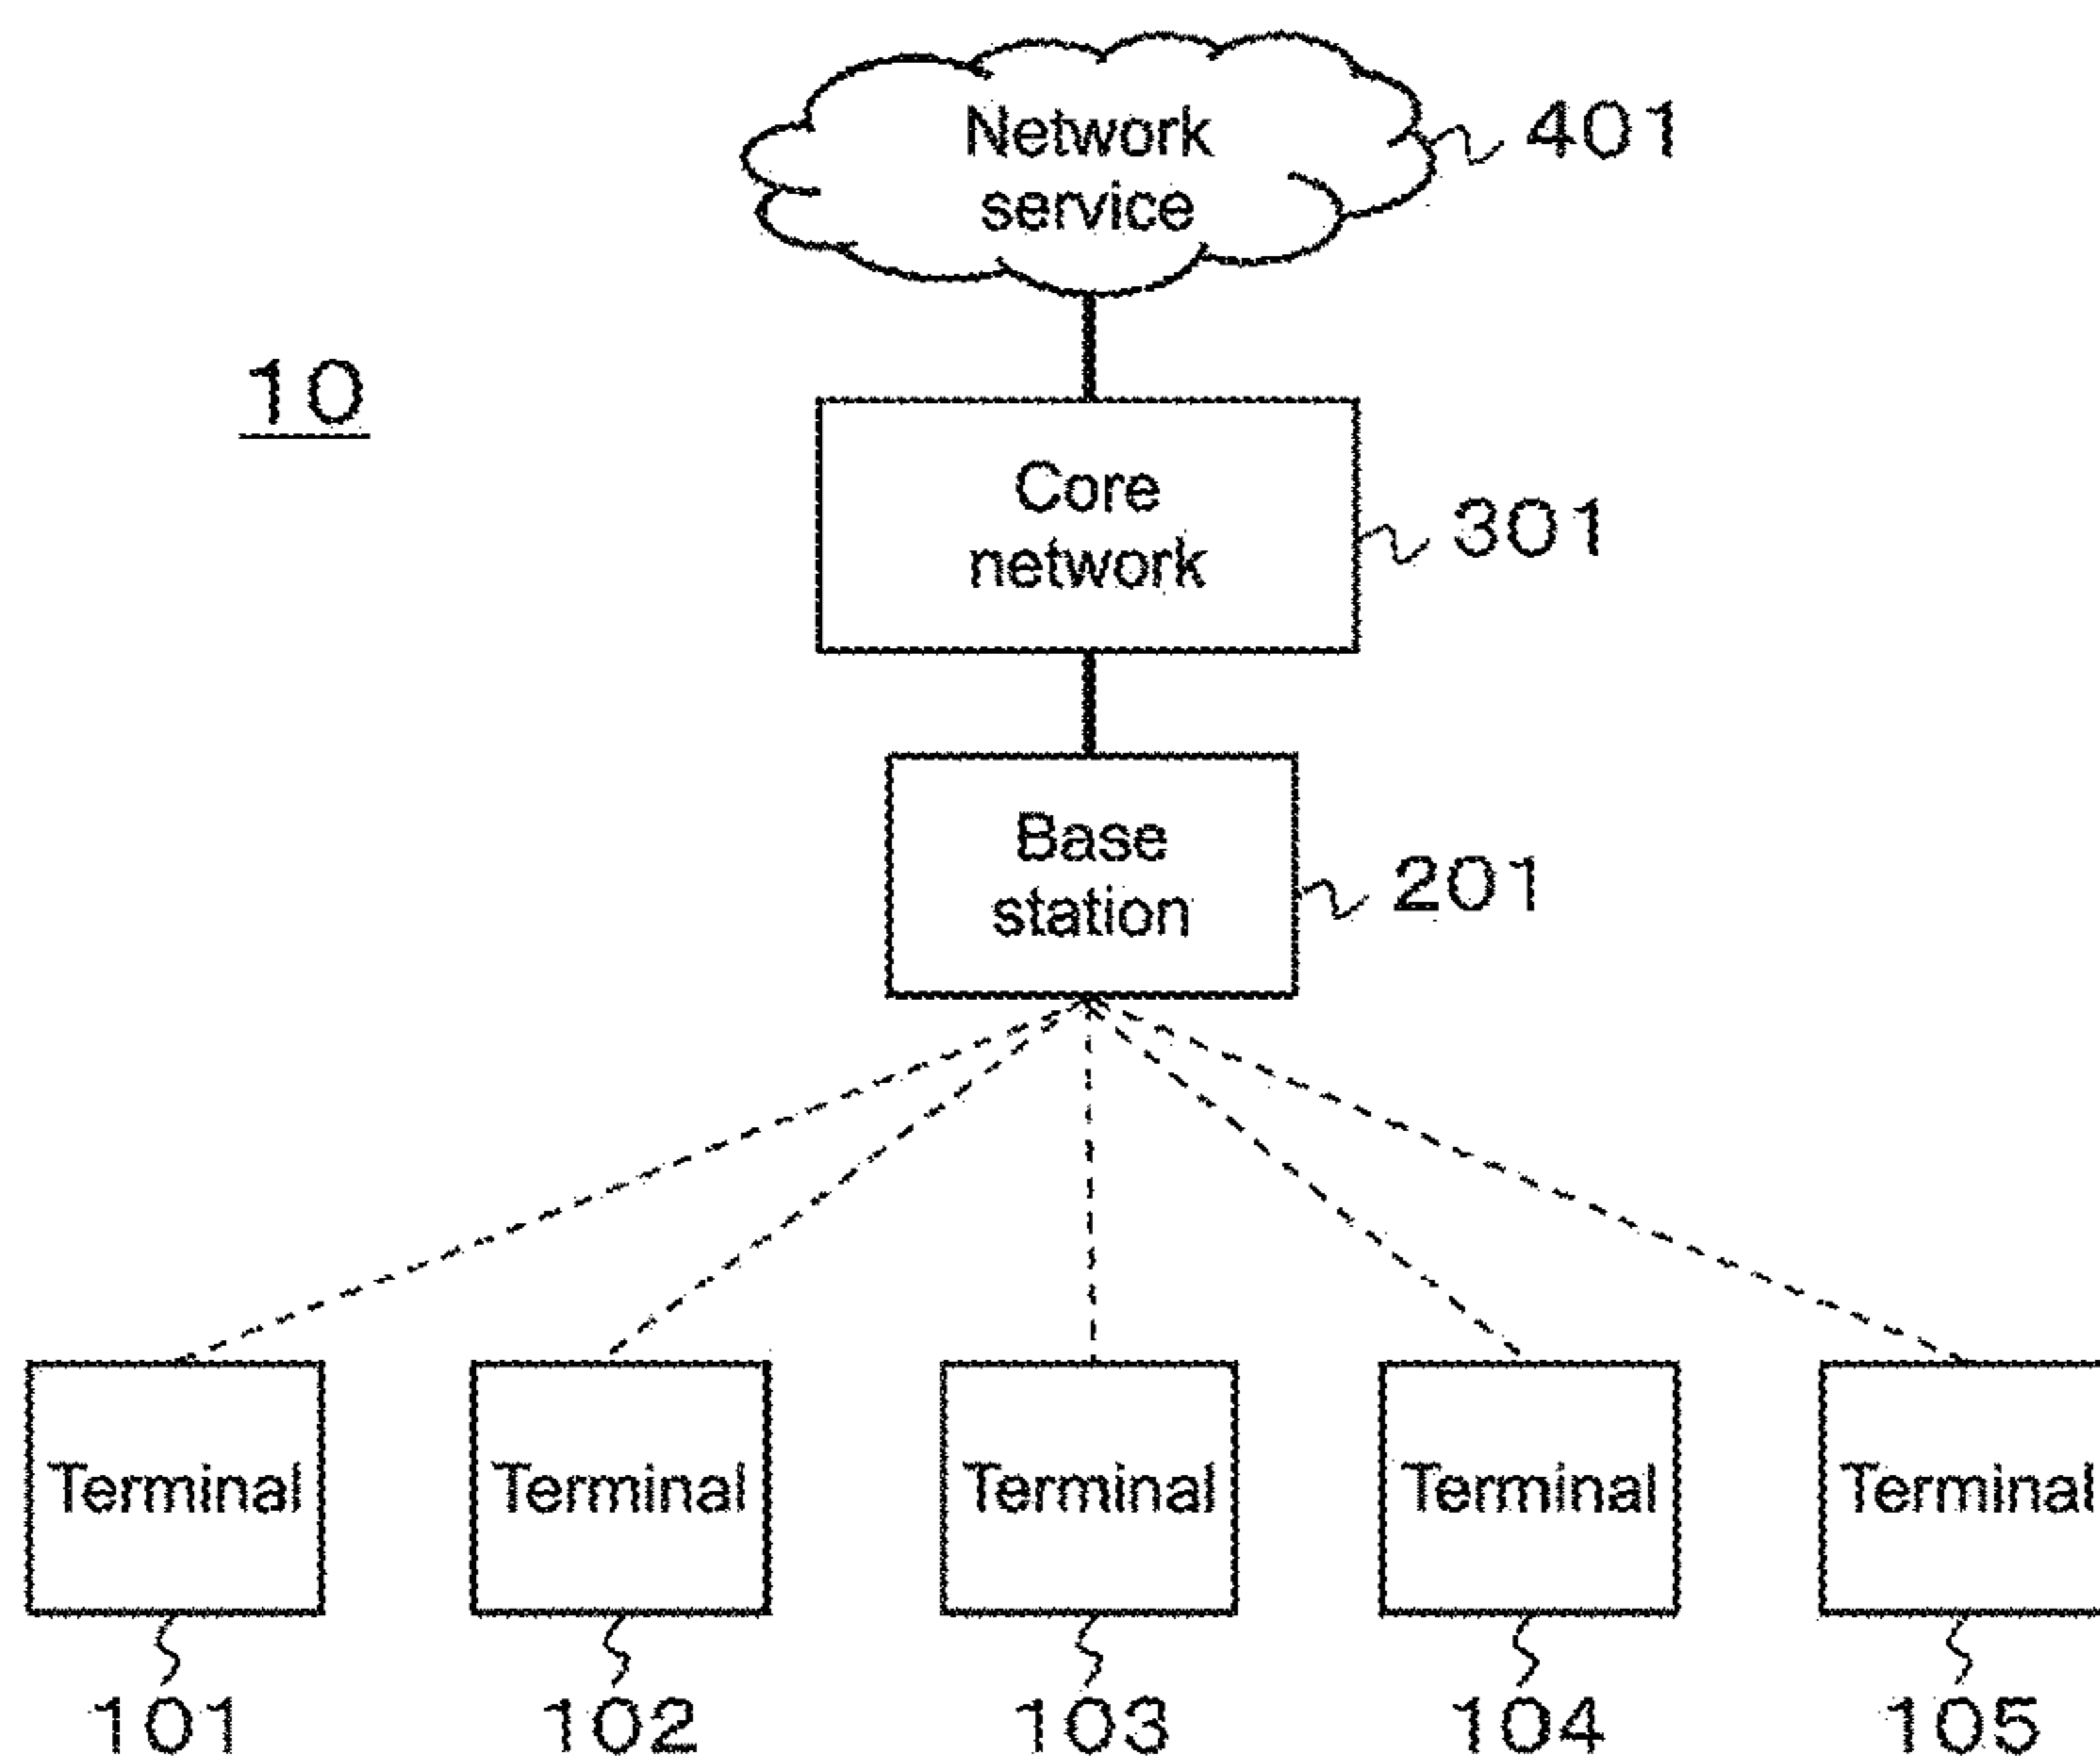 Network
service
401
10
Core
network
301
Base
station
201
Terminal
Terminal
Terminal
Terminal
Terminal
101
102
103
104
105